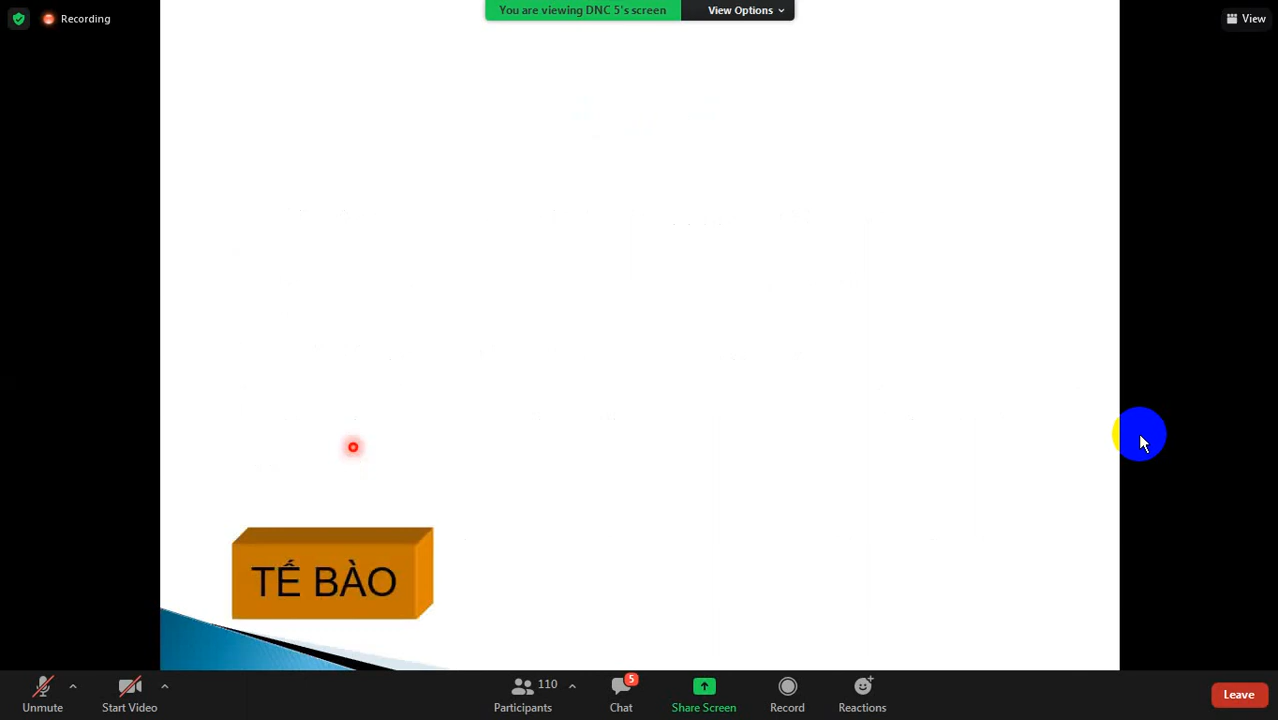 Recording
You are viewing DNC 5's screen
View Options
View
TẾ BÀO
Unmute
Start Video
110
Participants
5
Chat
Share Screen
Record
Reactions
Leave